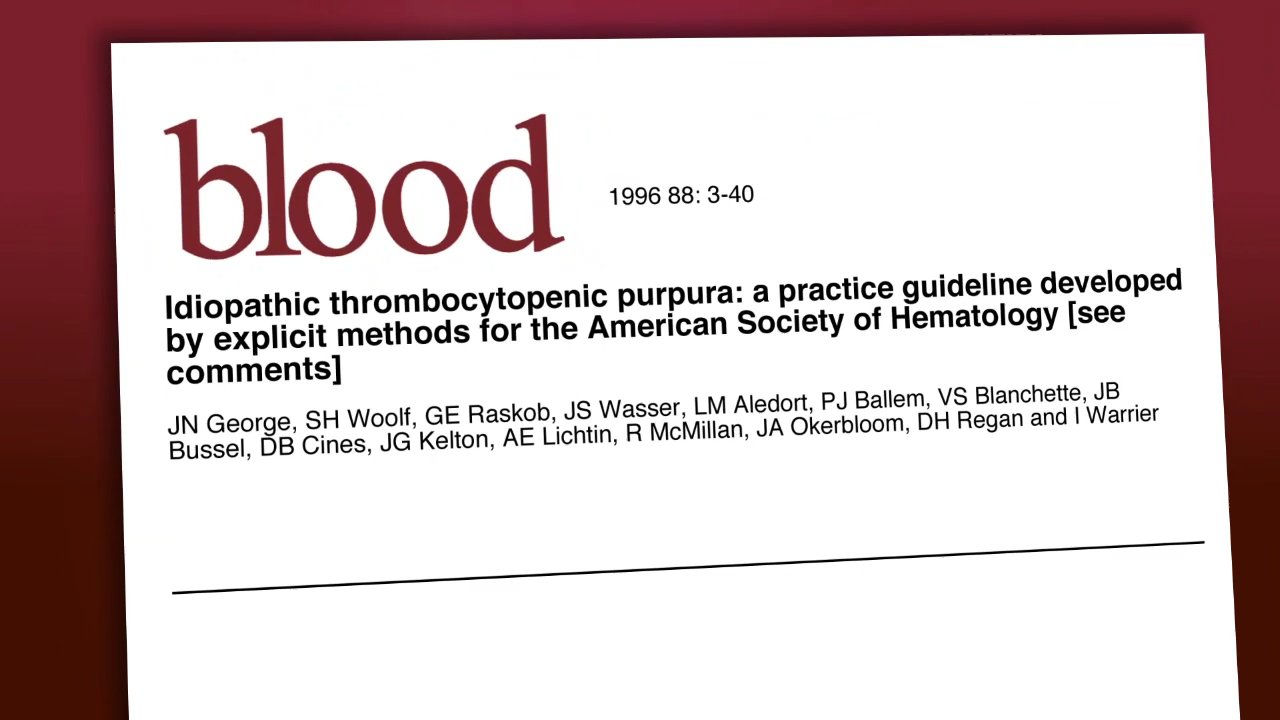 blood
1996 88: 3-40
Idiopathic thrombocytopenic purpura: a practice guideline developed
by explicit methods for the American Society of Hematology [see
comments]
JN George, SH Woolf, GE Raskob, JS Wasser, LM Aledort, PJ Ballem, VS Blanchette, JB
Bussel, DB Cines, JG Kelton, AE Lichtin, R McMillan, JA Okerbloom, DH Regan and I Warrier